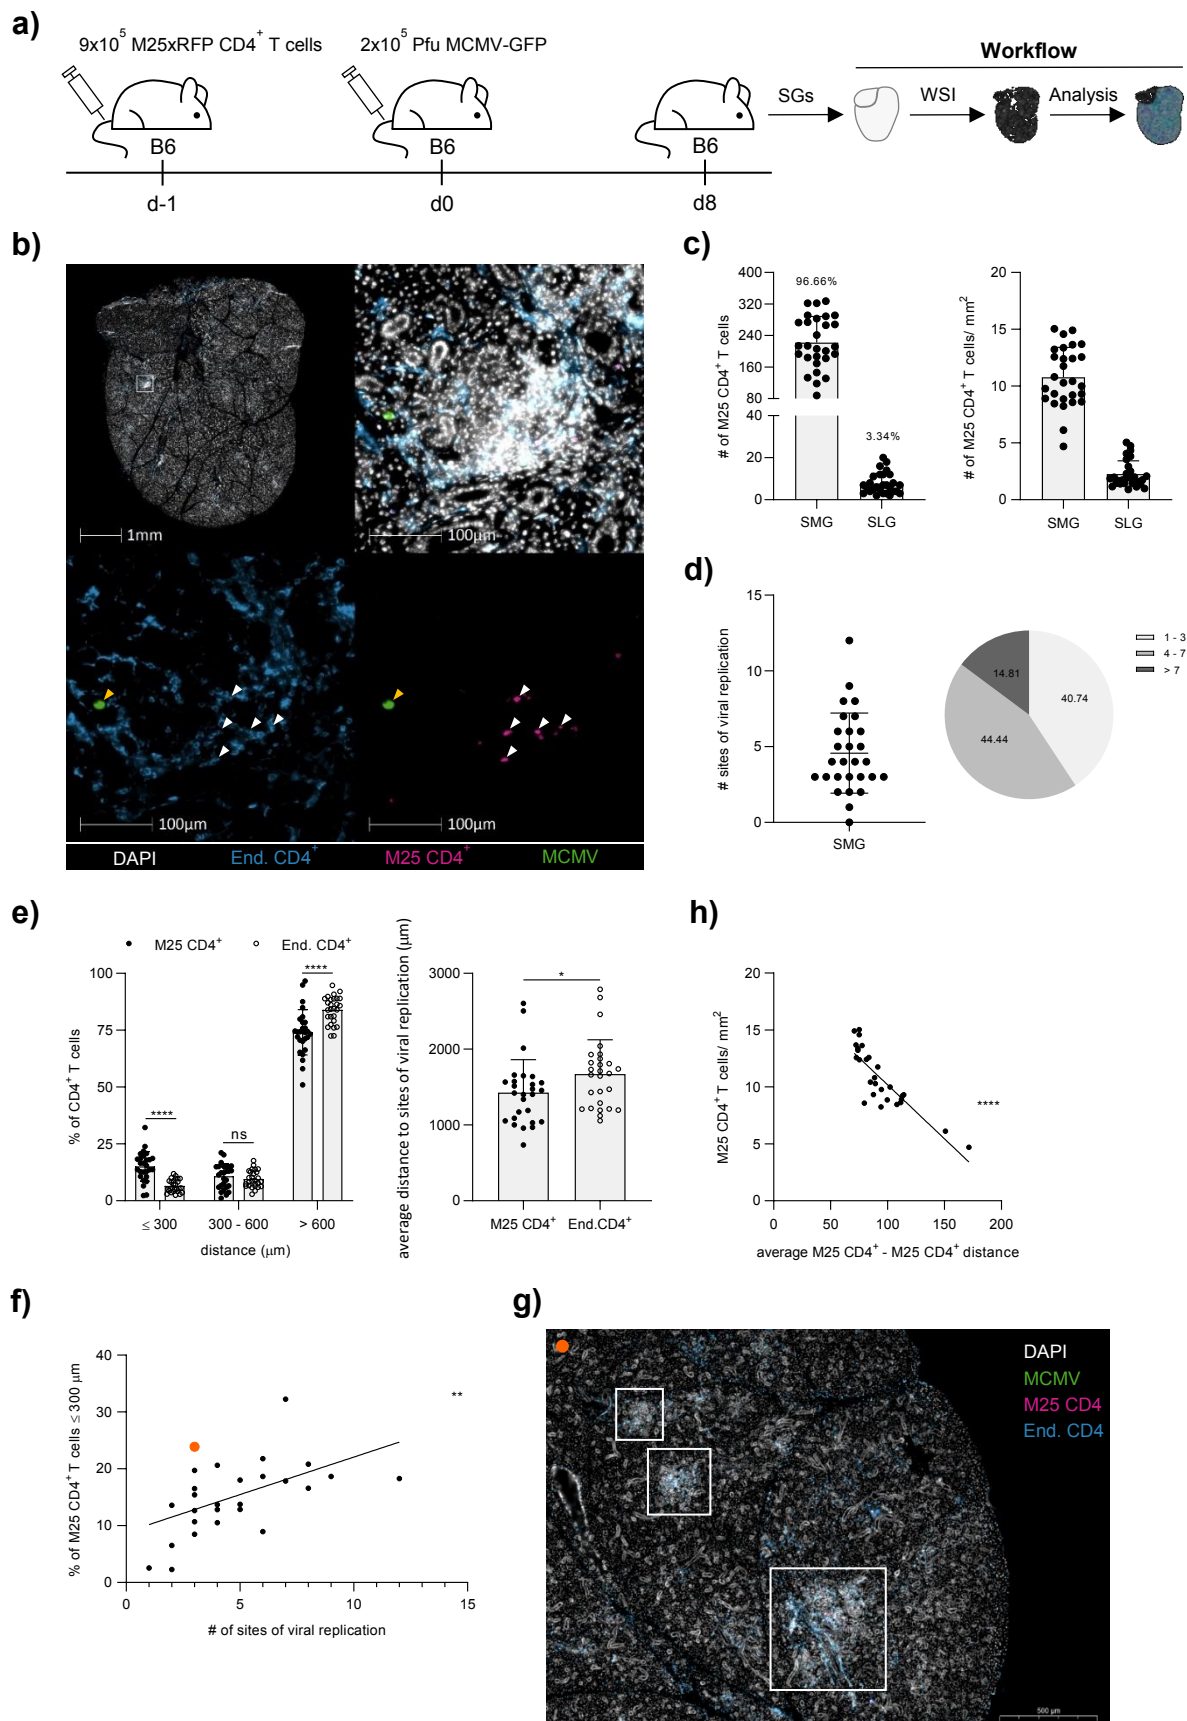 a)
9x10⁵ M25xRFP CD4⁺ T cells
2x10⁵ Pfu MCMV-GFP
Workflow
SGs
WSI
Analysis
B6
B6
B6
d-1
d0
d8
b)
1mm
100µm
100µm
100µm
DAPI
End. CD4⁺
M25 CD4⁺
MCMV
c)
# of M25 CD4⁺ T cells
400
320
240
160
80
40
20
0
96.66%
3.34%
SMG
SLG
# of M25 CD4⁺ T cells/ mm²
20
15
10
5
0
SMG
SLG
d)
# sites of viral replication
15
10
5
0
SMG
14.81
40.74
44.44
1 - 3
4 - 7
> 7
e)
M25 CD4⁺
End. CD4⁺
% of CD4⁺ T cells
100
75
50
25
0
****
ns
****
≤ 300
300 - 600
> 600
distance (µm)
average distance to sites of viral replication (µm)
3000
2000
1000
0
*
M25 CD4⁺
End.CD4⁺
h)
M25 CD4⁺ T cells/ mm²
20
15
10
5
0
****
0
50
100
150
200
average M25 CD4⁺ - M25 CD4⁺ distance
f)
% of M25 CD4⁺ T cells ≤ 300 µm
40
30
20
10
0
**
0
5
10
15
# of sites of viral replication
g)
DAPI
MCMV
M25 CD4
End. CD4
500 µm